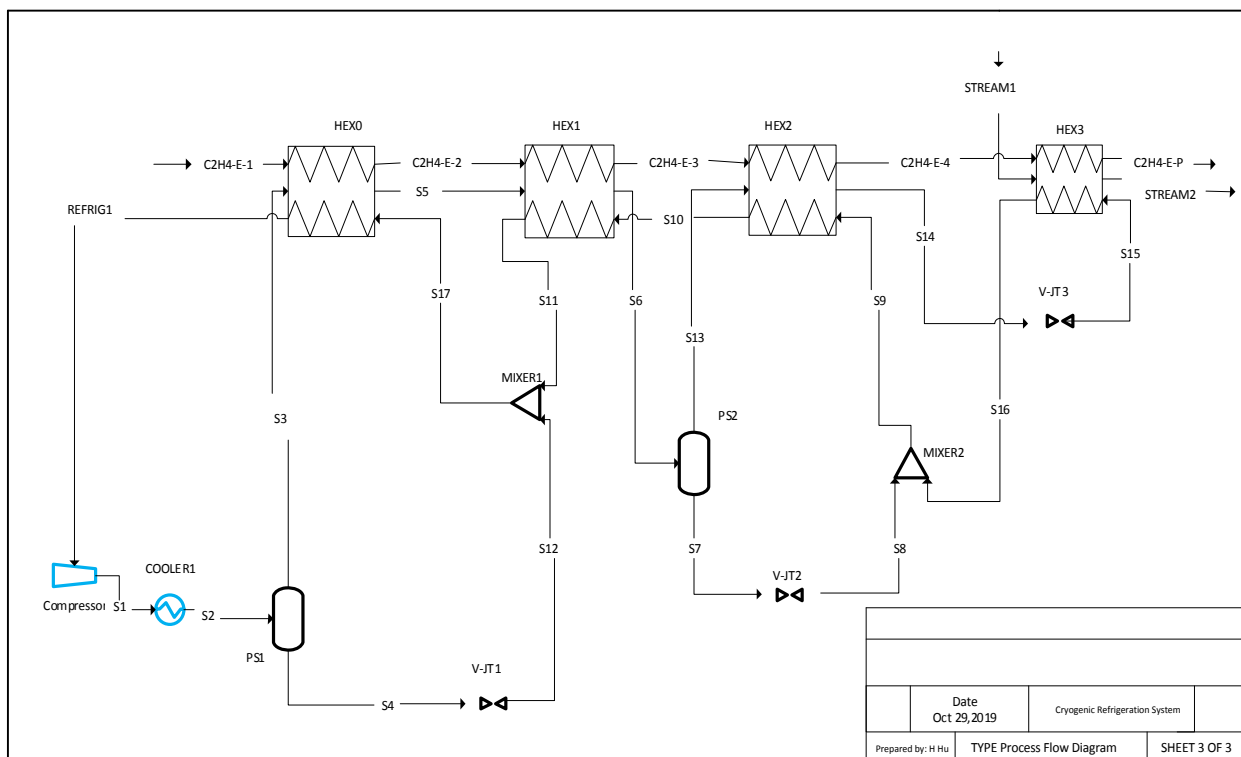 STREAM1
HEX0
HEX1
HEX2
HEX3
C2H4-E-1
C2H4-E-2
C2H4-E-3
C2H4-E-4
C2H4-E-P
S5
STREAM2
REFRIG1
S10
S14
S15
S17
S11
S6
S9
V-JT3
S13
MIXER1
S16
S3
PS2
MIXER2
S12
S7
S8
COOLER1
V-JT2
Compressor
S1
S2
PS1
V-JT1
S4
Date
Oct 29,2019
Cryogenic Refrigeration System
Prepared by: H Hu
TYPE Process Flow Diagram
SHEET 3 OF 3